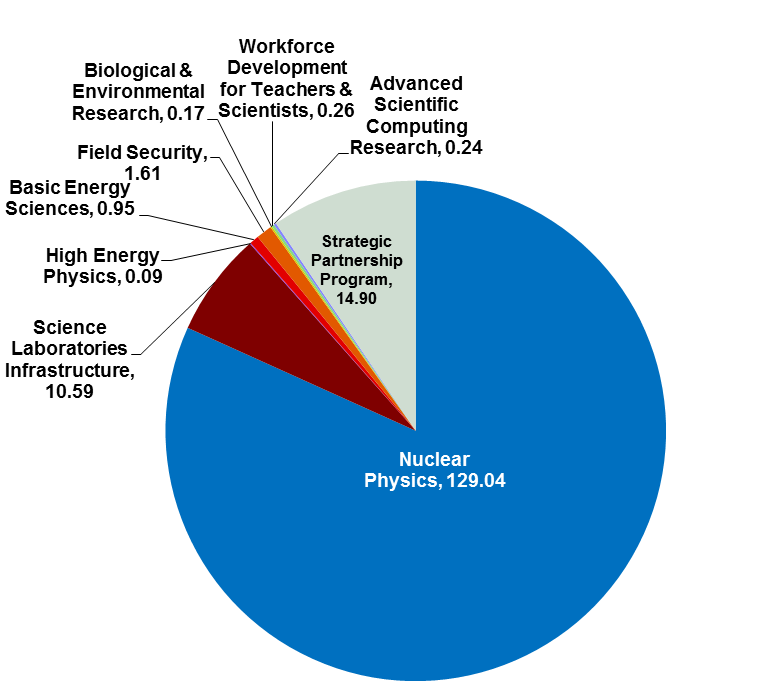 Workforce
Development
for Teachers &
Scientists, 0.26
Biological &
Environmental
Research, 0.17
Advanced
Scientific
Computing
Research, 0.24
Field Security,
1.61
Basic Energy
Sciences, 0.95
High Energy
Physics, 0.09
Science
Laboratories
Infrastructure,
10.59
Strategic
Partnership
Program,
14.90
Nuclear
Physics, 129.04